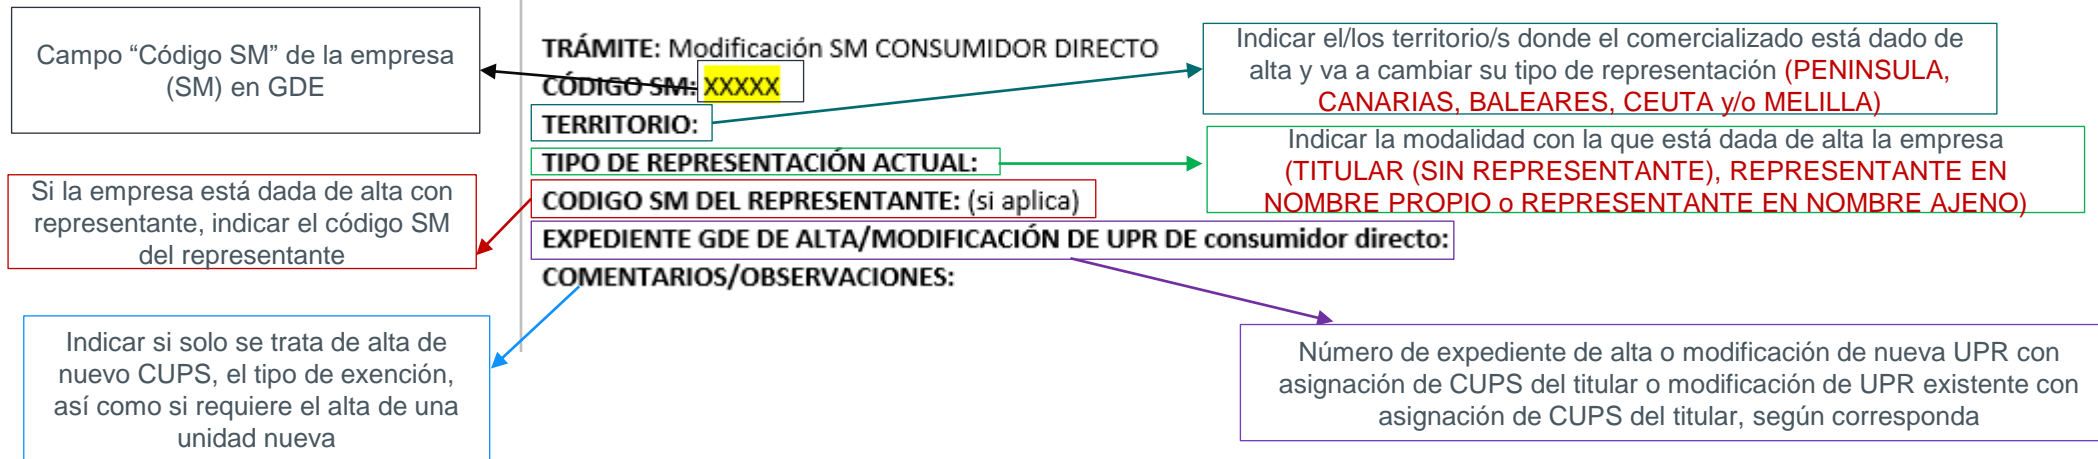 Campo “Código SM” de la empresa
(SM) en GDE
Si la empresa está dada de alta con
representante, indicar el código SM
del representante
Indicar si solo se trata de alta de
nuevo CUPS, el tipo de exención,
así como si requiere el alta de una
unidad nueva
TRÁMITE: Modificación SM CONSUMIDOR DIRECTO
CÓDIGO SM: XXXXX
TERRITORIO:
TIPO DE REPRESENTACIÓN ACTUAL:
CODIGO SM DEL REPRESENTANTE: (si aplica)
EXPEDIENTE GDE DE ALTA/MODIFICACIÓN DE UPR DE consumidor directo:
COMENTARIOS/OBSERVACIONES:
Indicar el/los territorio/s donde el comercializado está dado de
alta y va a cambiar su tipo de representación (PENINSULA,
CANARIAS, BALEARES, CEUTA y/o MELILLA)
Indicar la modalidad con la que está dada de alta la empresa
(TITULAR (SIN REPRESENTANTE), REPRESENTANTE EN
NOMBRE PROPIO o REPRESENTANTE EN NOMBRE AJENO)
Número de expediente de alta o modificación de nueva UPR con
asignación de CUPS del titular o modificación de UPR existente con
asignación de CUPS del titular, según corresponda